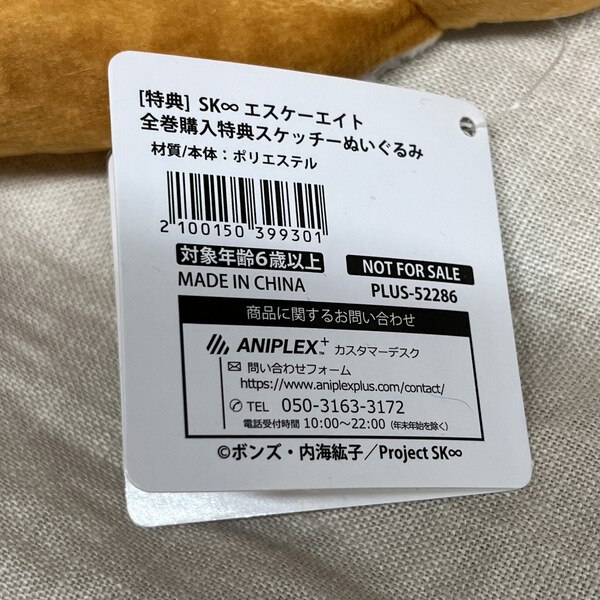 [特典] SK∞ エスケーエイト
全巻購入特典スケッチーぬいぐるみ
材質/本体：ポリエステル
2 100150 399301
対象年齢6歳以上
NOT FOR SALE
MADE IN CHINA
PLUS-52286
商品に関するお問い合わせ
ANIPLEX+ カスタマーデスク
問い合わせフォーム
https://www.aniplexplus.com/contact/
TEL 050-3163-3172
電話受付時間 10:00～22:00 (年末年始を除く)
©ボンズ・内海紘子／Project SK∞